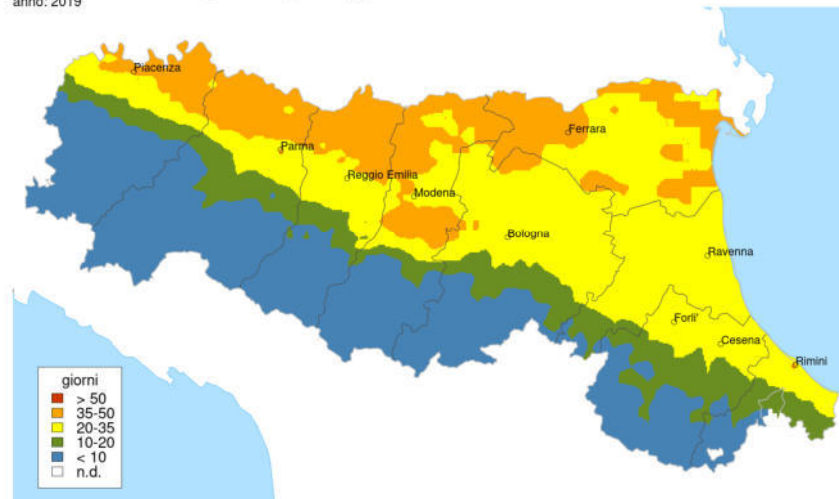 anno: 2019
Piacenza
Parma
Reggio Emilia
Modena
Ferrara
Bologna
Ravenna
Forli'
Cesena
Rimini
giorni
> 50
35-50
20-35
10-20
< 10
n.d.